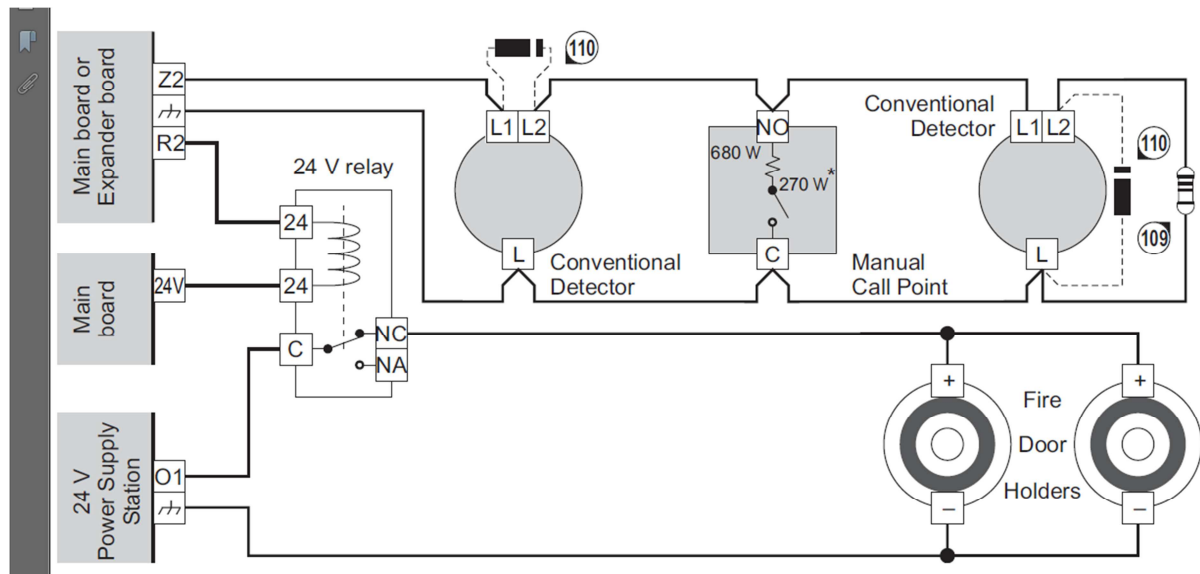 Main board or
Expander board
Z2
R2
24 V relay
24
24
Main
board
24V
C
NC
NA
24 V
Power Supply
Station
O1
110
L1 L2
L
Conventional
Detector
NO
680 W
270 W*
C
Manual
Call Point
Conventional
Detector
L1 L2
L
110
109
+
–
Fire
Door
Holders
+
–